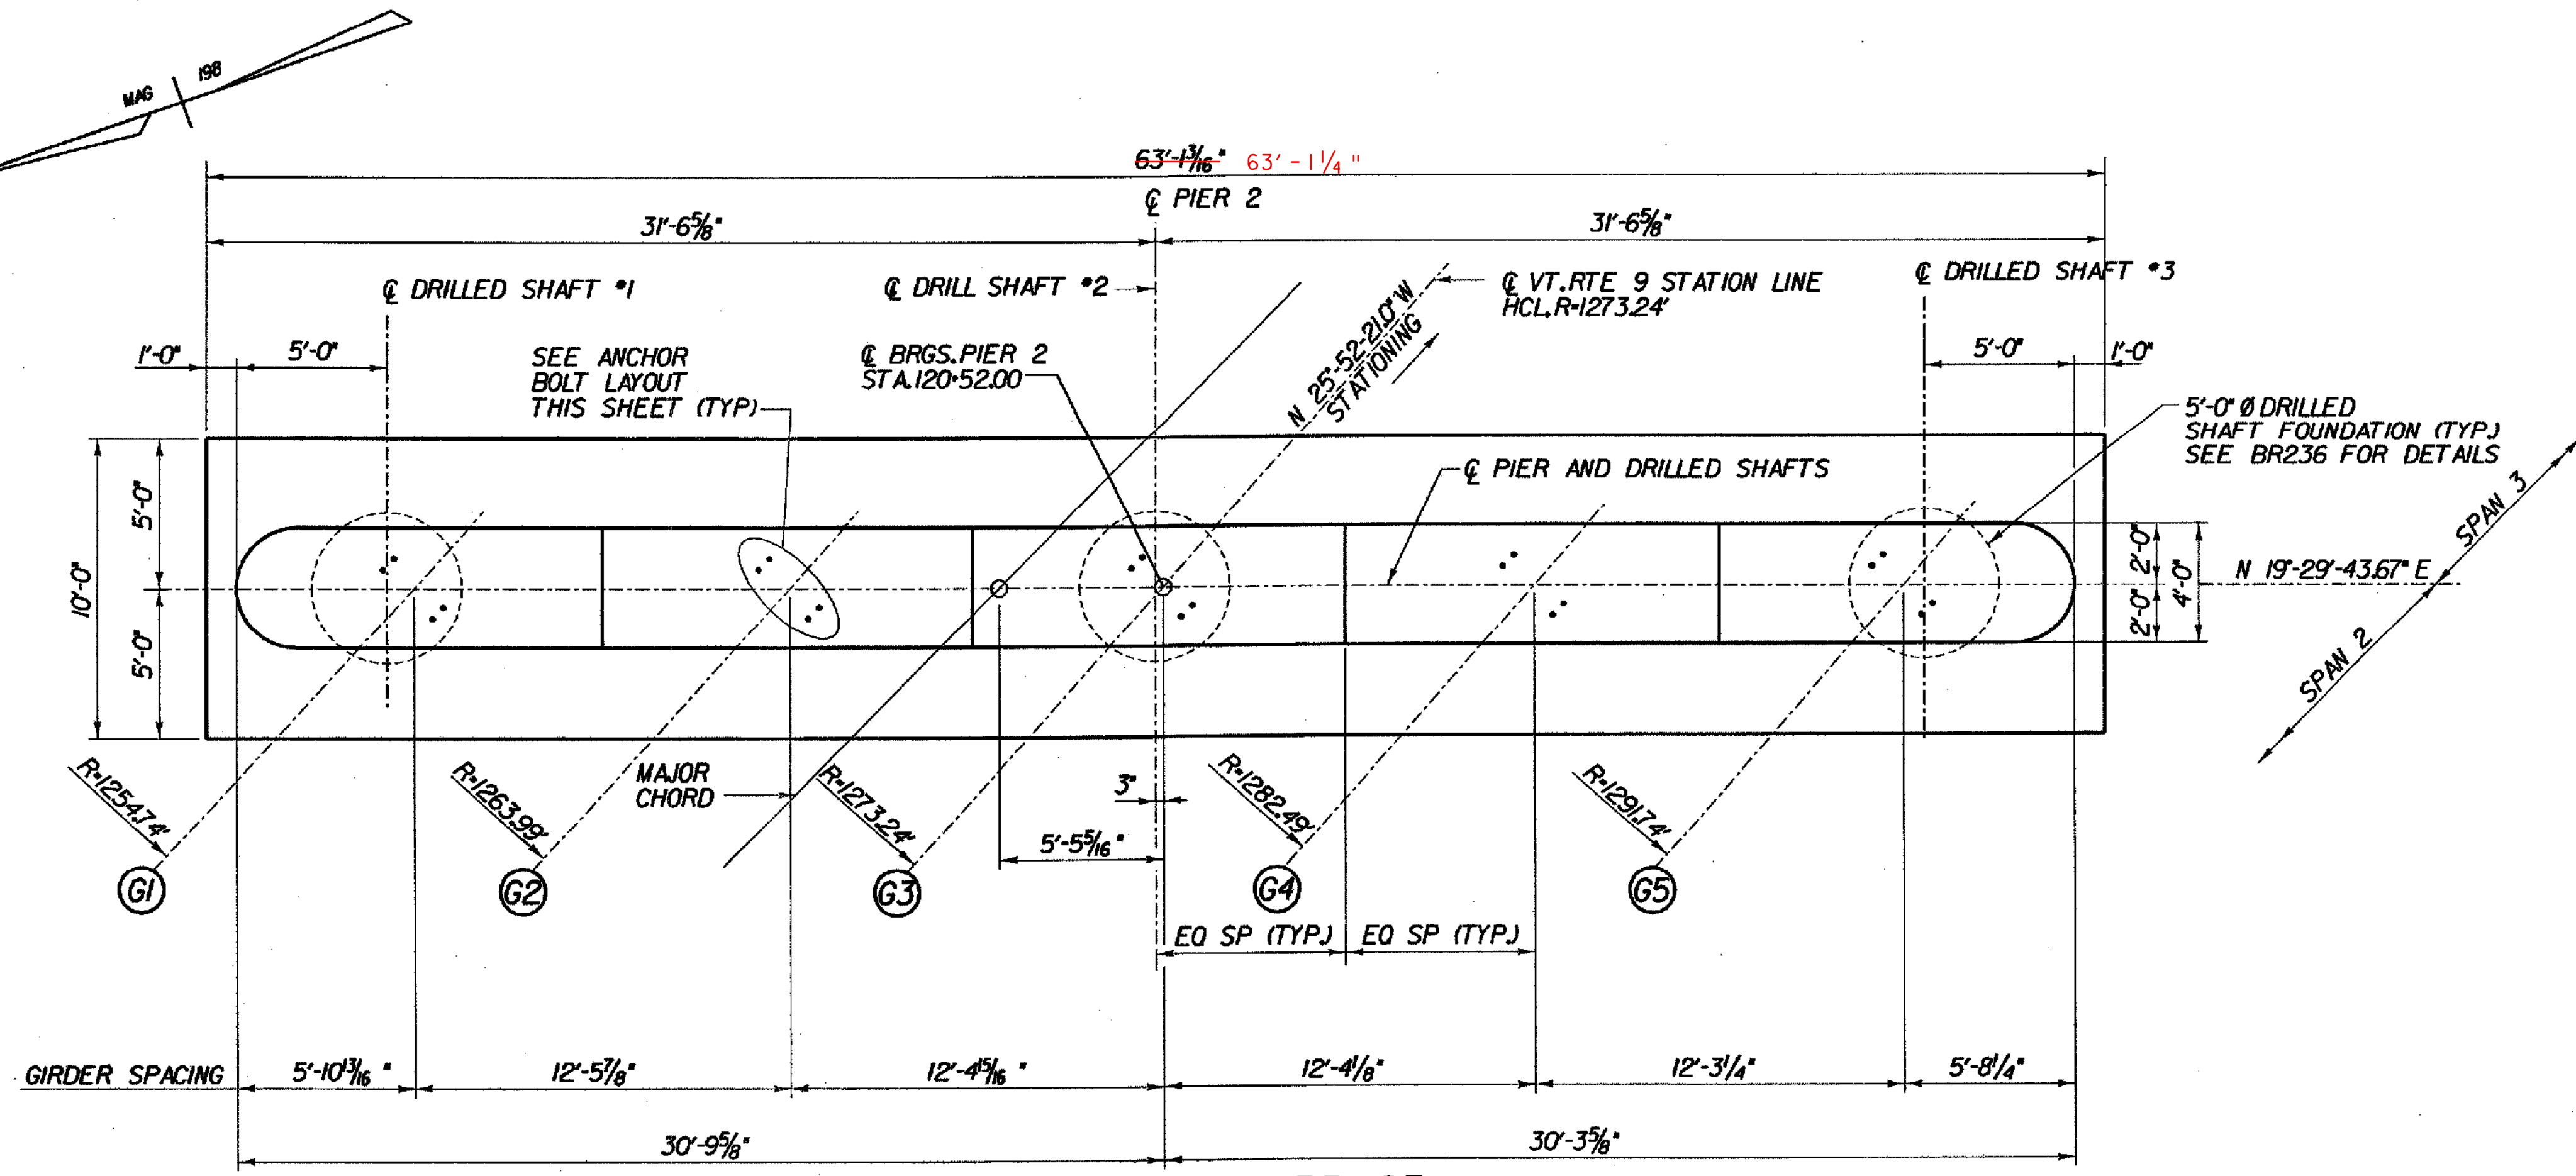 MAG 198
63'-1 3/16" 63'-1 1/4"
℄ PIER 2
31'-6 5/8" 31'-6 5/8"
℄ DRILLED SHAFT #1
℄ DRILL SHAFT #2
℄ VT. RTE 9 STATION LINE
HCL, R=1273.24'
℄ DRILLED SHAFT #3
1'-0" 5'-0"
SEE ANCHOR
BOLT LAYOUT
THIS SHEET (TYP)
℄ BRGS. PIER 2
STA. 120+52.00
N 25°-52'-21.0" W
STATIONING
5'-0" 1'-0"
5'-0" Ø DRILLED
SHAFT FOUNDATION (TYP.)
SEE BR236 FOR DETAILS
℄ PIER AND DRILLED SHAFTS
10'-0"
5'-0"
5'-0"
2'-0"
2'-0"
4'-0"
N 19°-29'-43.67" E
SPAN 3
SPAN 2
R=1254.74'
R=1263.99'
MAJOR
CHORD
R=1273.24'
3"
R=1282.49'
R=1291.74'
5'-5 5/16"
G1 G2 G3 G4 G5
EQ SP (TYP.) EQ SP (TYP.)
GIRDER SPACING 5'-10 13/16" 12'-5 7/8" 12'-4 15/16" 12'-4 1/8" 12'-3 1/4" 5'-8 1/4"
30'-9 5/8" 30'-3 5/8"